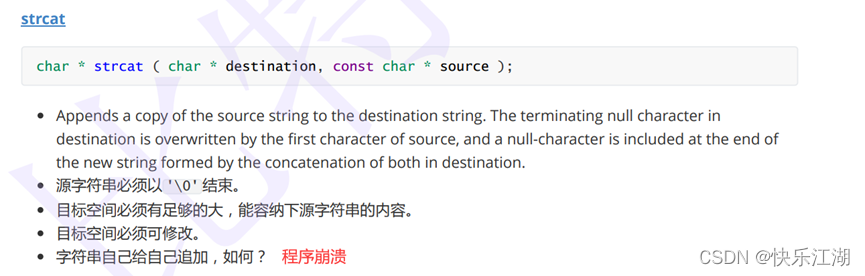 strcat
char * strcat ( char * destination, const char * source );
Appends a copy of the source string to the destination string. The terminating null character in
destination is overwritten by the first character of source, and a null-character is included at the end of
the new string formed by the concatenation of both in destination.
源字符串必须以 '\0' 结束。
目标空间必须有足够的大，能容纳下源字符串的内容。
目标空间必须可修改。
字符串自己给自己追加，如何？ 程序崩溃
CSDN @快乐江湖
比特